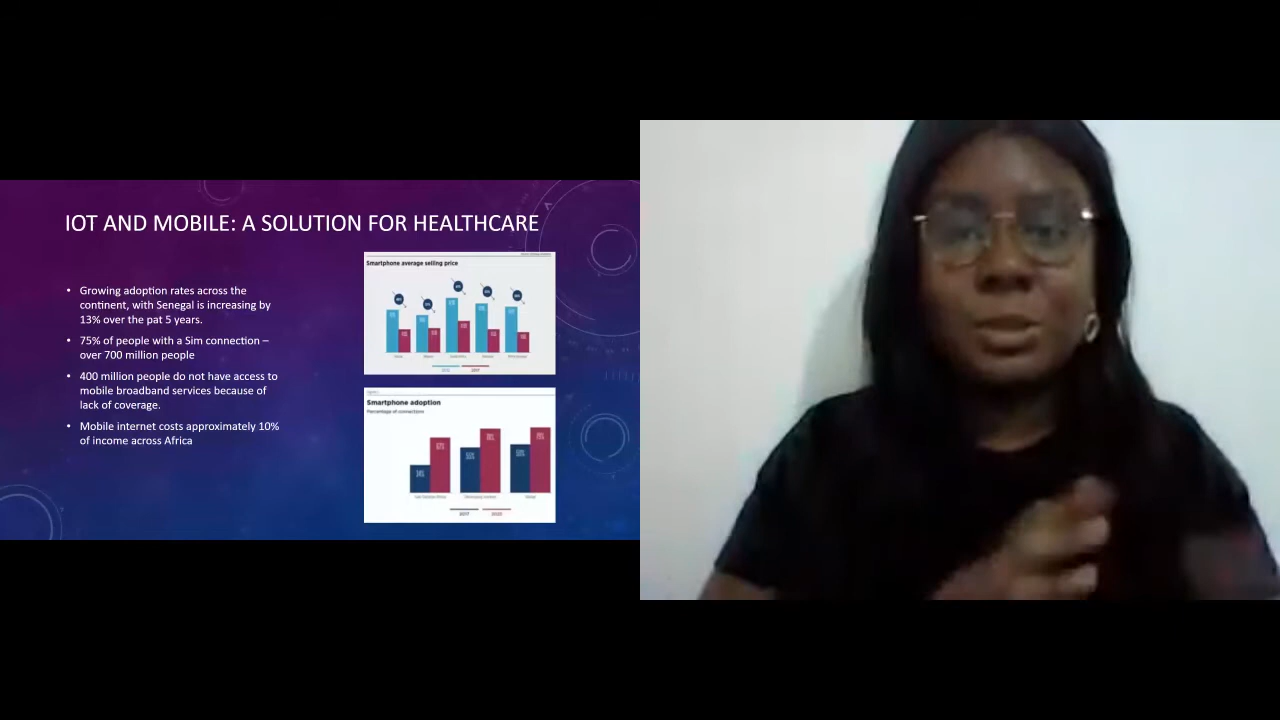 IOT AND MOBILE: A SOLUTION FOR HEALTHCARE
• Growing adoption rates across the
continent, with Senegal is increasing by
13% over the pat 5 years.
• 75% of people with a Sim connection –
over 700 million people
• 400 million people do not have access to
mobile broadband services because of
lack of coverage.
• Mobile internet costs approximately 10%
of income across Africa
Smartphone average selling price
Smartphone adoption
Percentage of connections